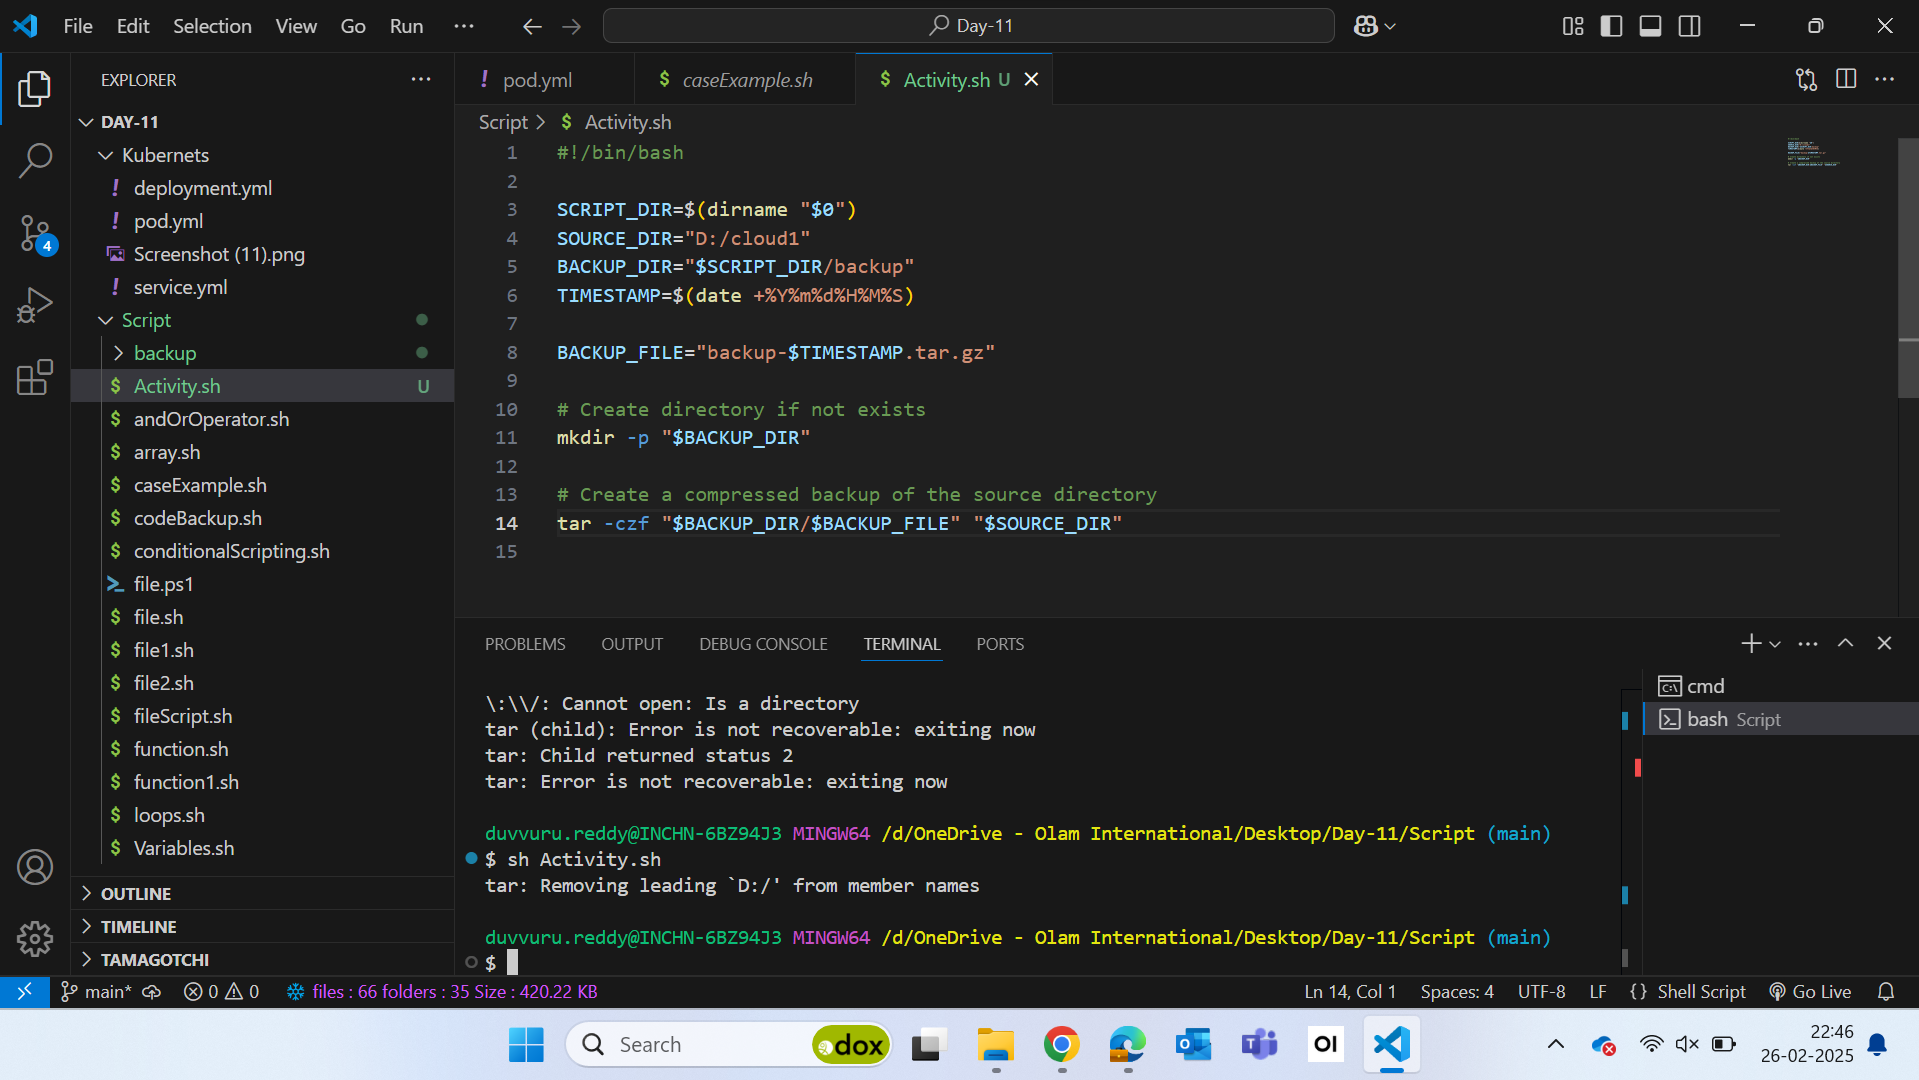 File Edit Selection View Go Run ··· Day-11
EXPLORER
DAY-11
Kubernets
! deployment.yml
! pod.yml
Screenshot (11).png
! service.yml
Script
backup
$ Activity.sh U
$ andOrOperator.sh
$ array.sh
$ caseExample.sh
$ codeBackup.sh
$ conditionalScripting.sh
file.ps1
$ file.sh
$ file1.sh
$ file2.sh
$ fileScript.sh
$ function.sh
$ function1.sh
$ loops.sh
$ Variables.sh
OUTLINE
TIMELINE
TAMAGOTCHI
4
! pod.yml $ caseExample.sh $ Activity.sh U
Script > $ Activity.sh
1 #!/bin/bash
2
3 SCRIPT_DIR=$(dirname "$0")
4 SOURCE_DIR="D:/cloud1"
5 BACKUP_DIR="$SCRIPT_DIR/backup"
6 TIMESTAMP=$(date +%Y%m%d%H%M%S)
7
8 BACKUP_FILE="backup-$TIMESTAMP.tar.gz"
9
10 # Create directory if not exists
11 mkdir -p "$BACKUP_DIR"
12
13 # Create a compressed backup of the source directory
14 tar -czf "$BACKUP_DIR/$BACKUP_FILE" "$SOURCE_DIR"
15
PROBLEMS OUTPUT DEBUG CONSOLE TERMINAL PORTS
\:\\/: Cannot open: Is a directory
tar (child): Error is not recoverable: exiting now
tar: Child returned status 2
tar: Error is not recoverable: exiting now
duvvuru.reddy@INCHN-6BZ94J3 MINGW64 /d/OneDrive - Olam International/Desktop/Day-11/Script (main)
$ sh Activity.sh
tar: Removing leading `D:/' from member names
duvvuru.reddy@INCHN-6BZ94J3 MINGW64 /d/OneDrive - Olam International/Desktop/Day-11/Script (main)
$
cmd
bash Script
main* 0 0 files : 66 folders : 35 Size : 420.22 KB Ln 14, Col 1 Spaces: 4 UTF-8 LF {} Shell Script Go Live
Search dox OI 22:46
26-02-2025